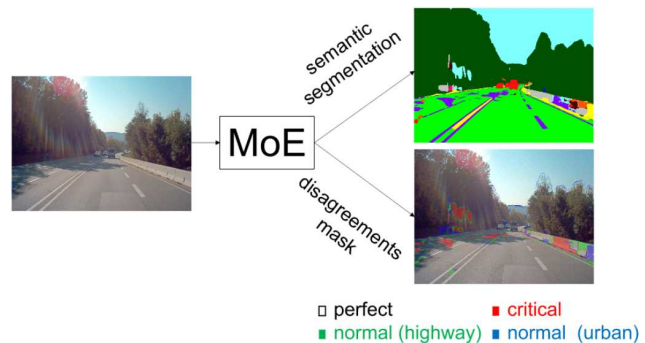 semantic
segmentation
MoE
disagreements
mask
perfect
critical
normal (highway)
normal (urban)